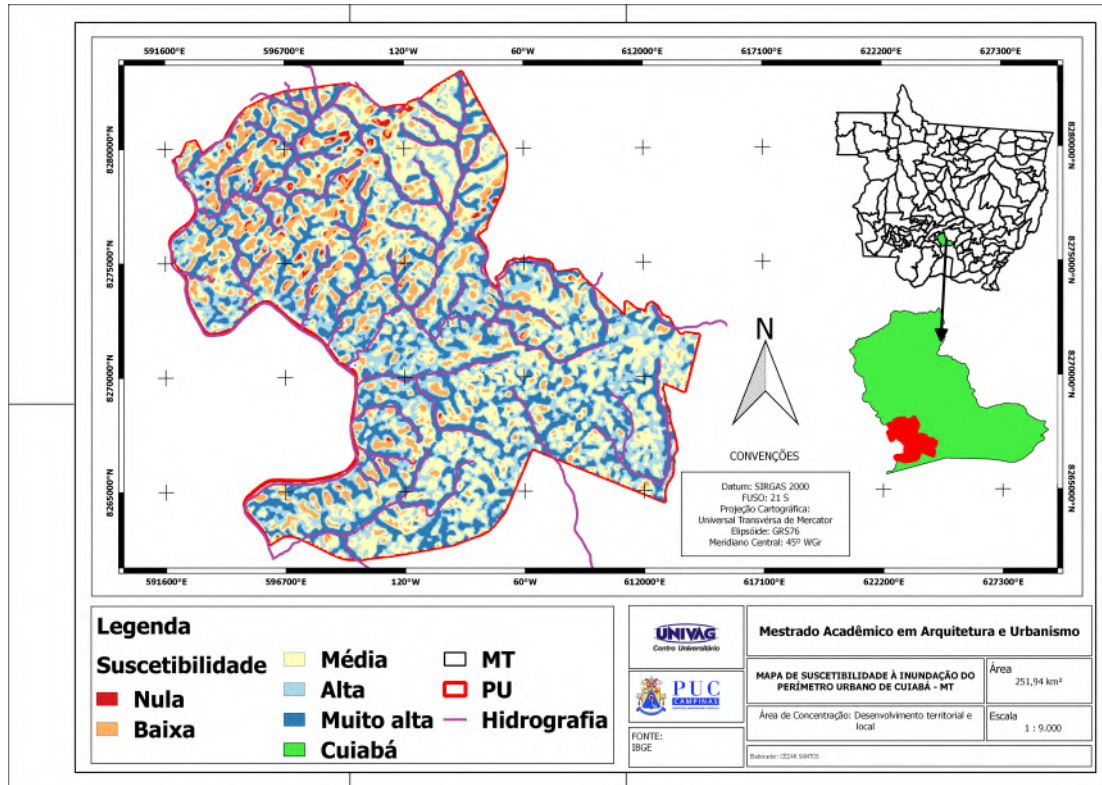 591600°E 596700°E 120°W 60°W 612000°E 617100°E 622200°E 627300°E
8280000°N 8280000°N
8275000°N 8275000°N
8270000°N 8270000°N
8265000°N 8265000°N
N
CONVENÇÕES
Datum: SIRGAS 2000
FUSO: 21 S
Projeção Cartográfica:
Universal Transvérsa de Mercator
Elipsóide: GRS76
Meridiano Central: 45º WGr
591600°E 596700°E 120°W 60°W 612000°E 617100°E 622200°E 627300°E
Legenda
Suscetibilidade
Nula
Baixa
Média
Alta
Muito alta
Cuiabá
MT
PU
Hidrografia
UNIVAG
Centro Universitário
PUC
CAMPINAS
FONTE:
IBGE
Mestrado Acadêmico em Arquitetura e Urbanismo
MAPA DE SUSCETIBILIDADE À INUNDAÇÃO DO
PERÍMETRO URBANO DE CUIABÁ - MT
Área
251,94 km²
Área de Concentração: Desenvolvimento territorial e
local
Escala
1 : 9.000
Elaborador: CÉZAR SANTOS